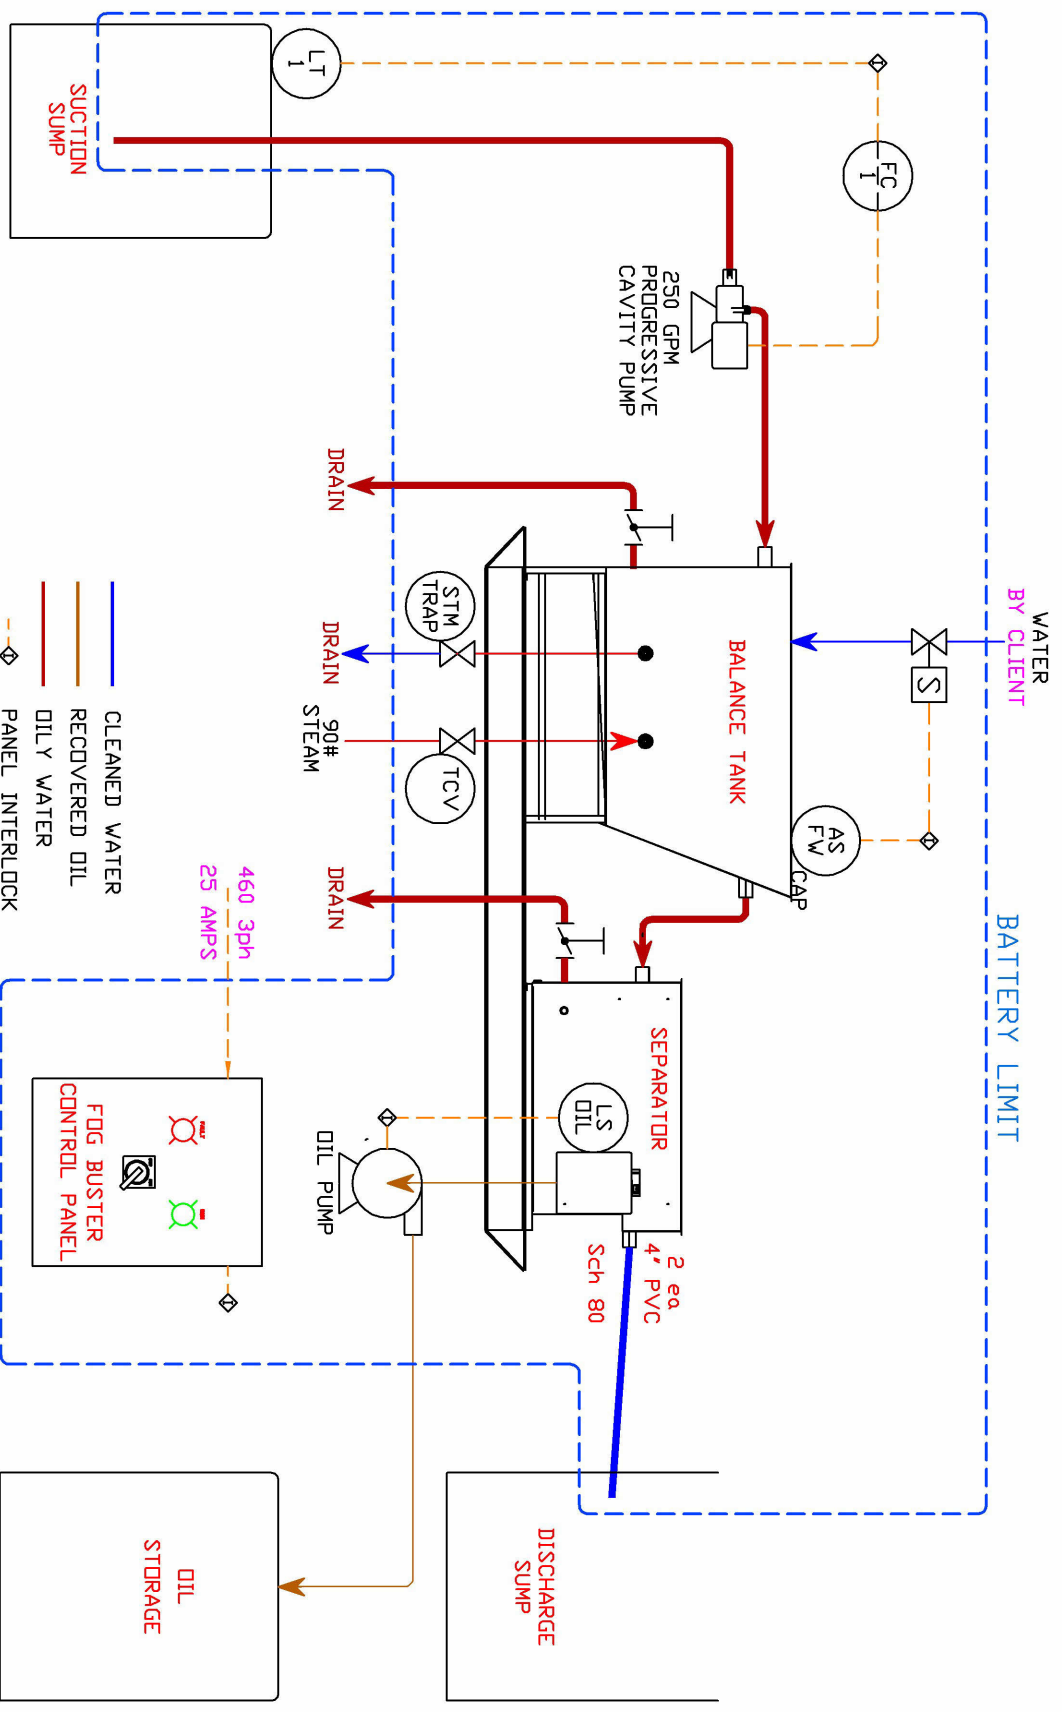 WATER
BY CLIENT
BATTERY LIMIT
LT
1
FC
1
S
AS
FW
CAP
250 GPM
PROGRESSIVE
CAVITY PUMP
BALANCE TANK
SEPARATOR
LS
OIL
2 ea
4" PVC
Sch 80
SUCTION
SUMP
DRAIN
STM
TRAP
DRAIN
TCV
90#
STEAM
DRAIN
OIL PUMP
DISCHARGE
SUMP
OIL
STORAGE
460 3ph
25 AMPS
FOG BUSTER
CONTROL PANEL
CLEANED WATER
RECOVERED OIL
OILY WATER
PANEL INTERLOCK
I
I
I
I
I